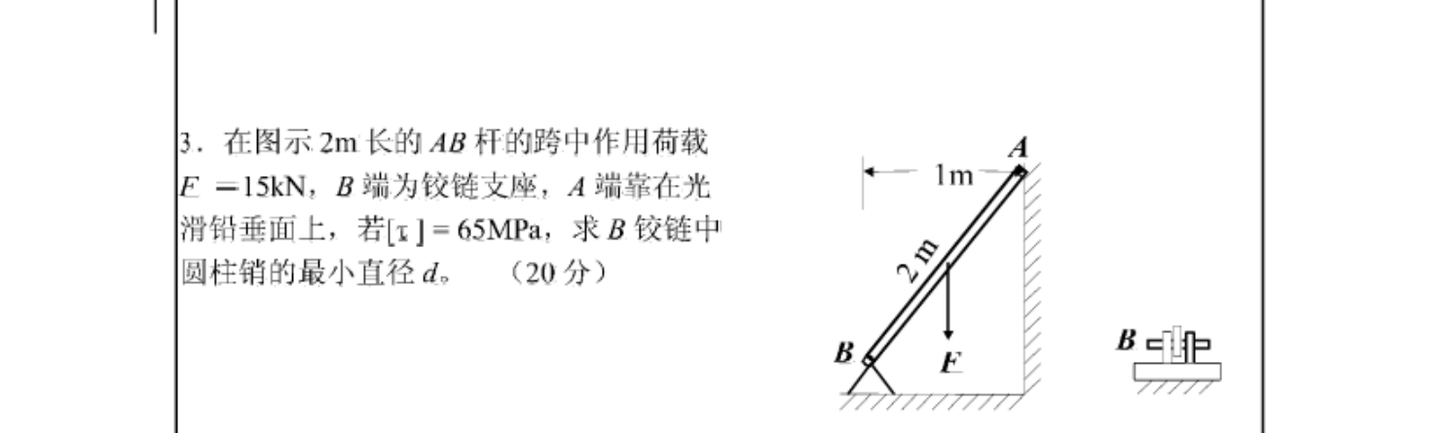 3. 在图示 2m 长的 AB 杆的跨中作用荷载
F =15kN，B 端为铰链支座，A 端靠在光
滑铅垂面上，若[τ] = 65MPa，求 B 铰链中
圆柱销的最小直径 d。 （20 分）
A
1m
2 m
B
F
B